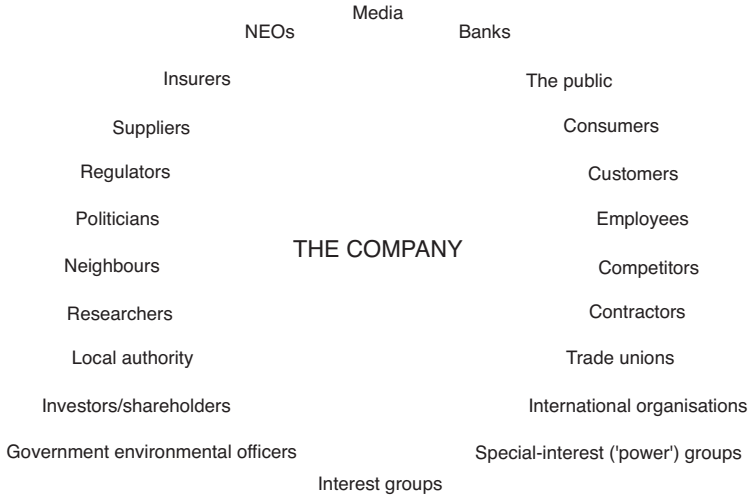 Media
NEOs Banks
Insurers The public
Suppliers Consumers
Regulators Customers
Politicians Employees
THE COMPANY
Neighbours Competitors
Researchers Contractors
Local authority Trade unions
Investors/shareholders International organisations
Government environmental officers Special-interest ('power') groups
Interest groups